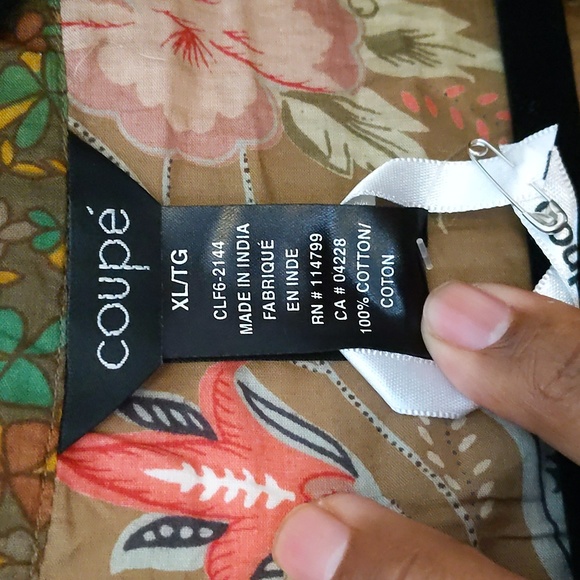 coupé
XL/TG
CLF6-2144
MADE IN INDIA
FABRIQUÉ
EN INDE
RN # 114799
CA # 04228
100% COTTON/
COTON